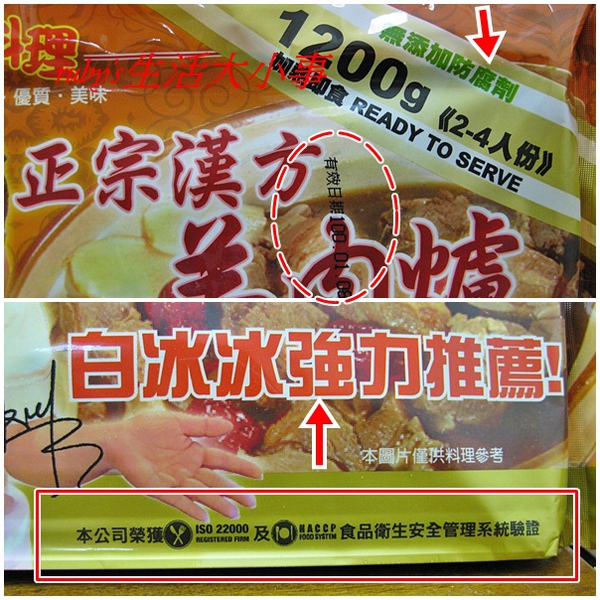 料理
優質·美味
ruby's生活大小事
無添加防腐劑
1200g
即食 READY TO SERVE
《2-4人份》
正宗漢方
羊肉爐
有效日期100.01.06
白冰冰強力推薦!
本圖片僅供料理參考
本公司榮獲 ISO 22000 REGISTERED FIRM 及 HACCP FOOD SYSTEM 食品衛生安全管理系統驗證